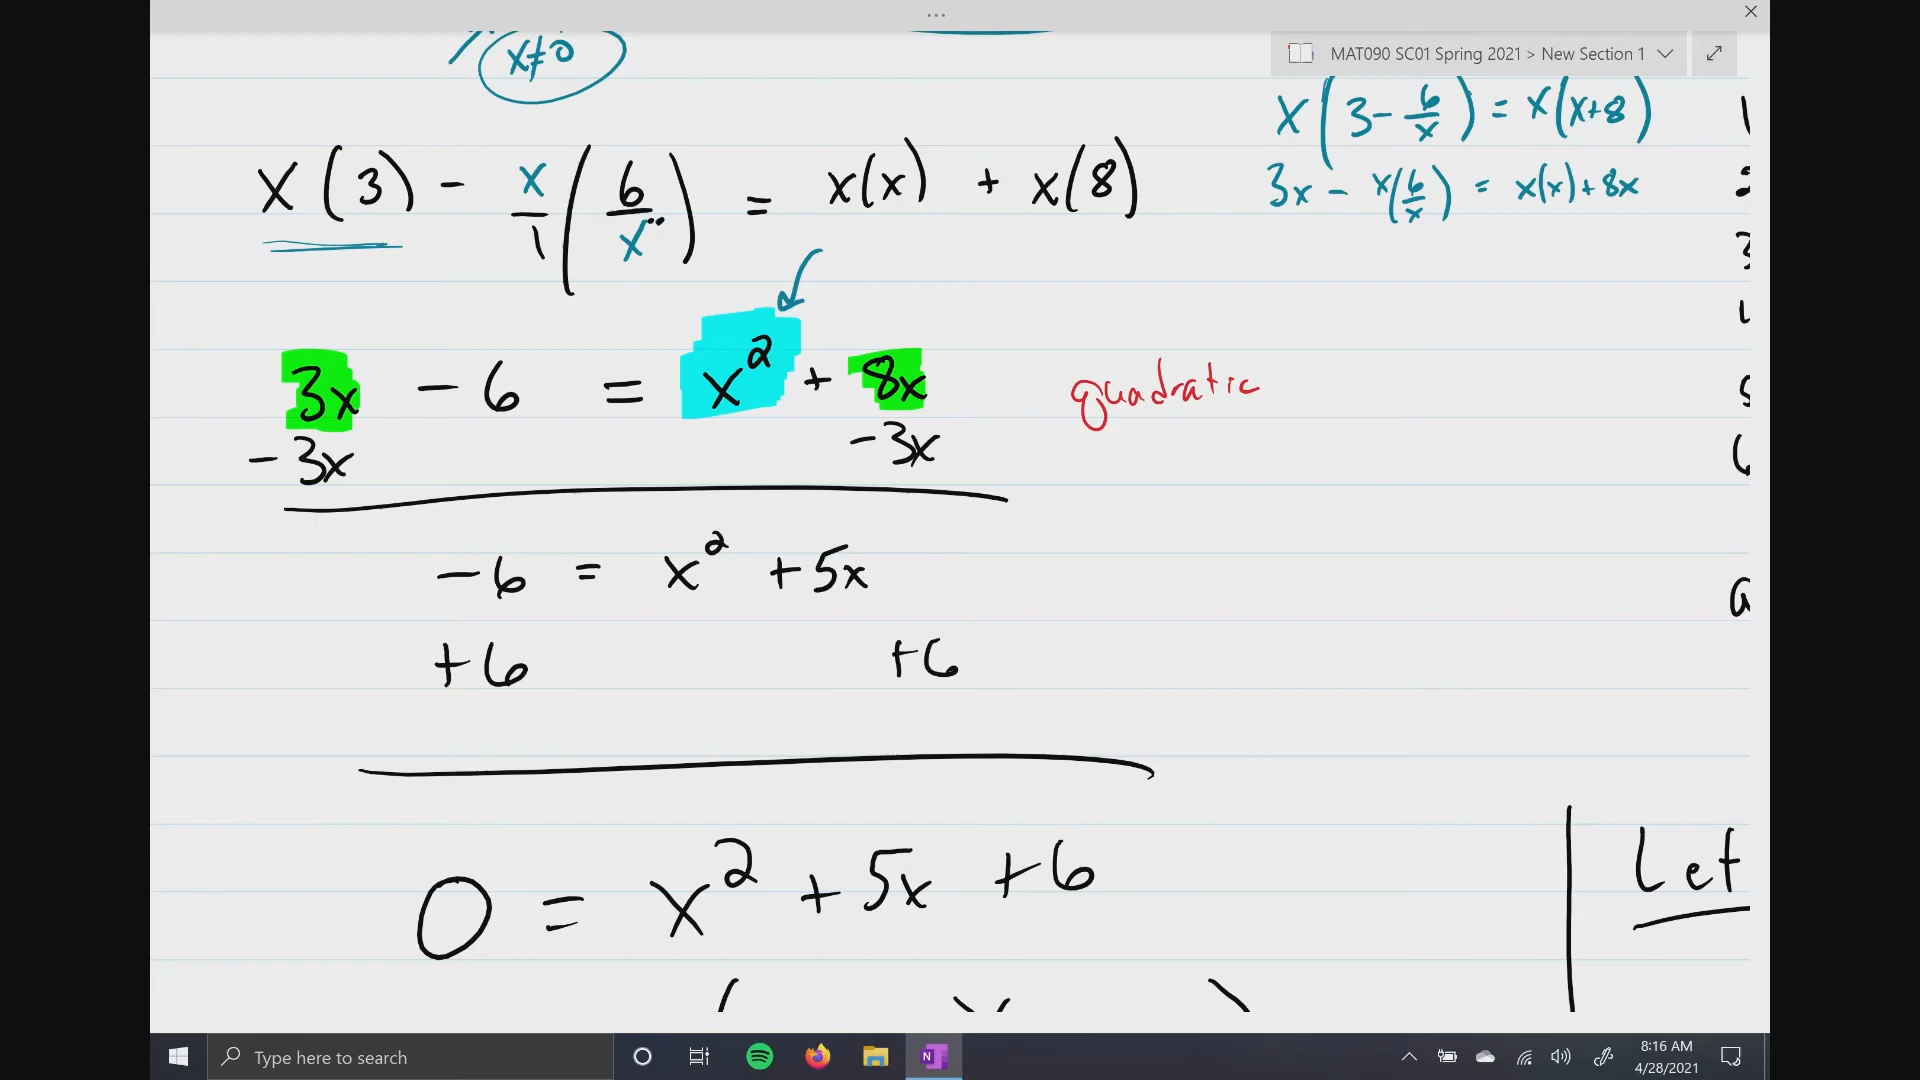 MAT090 SC01 Spring 2021 > New Section 1
x≠0
x(3 - 6/x) = x(x+8)
3x - x(6/x) = x(x) + 8x
x(3) - x/1(6/x) = x(x) + x(8)
3x - 6 = x² + 8x
quadratic
-3x -3x
-6 = x² + 5x
+6 +6
0 = x² + 5x + 6
Let
Type here to search
8:16 AM
4/28/2021